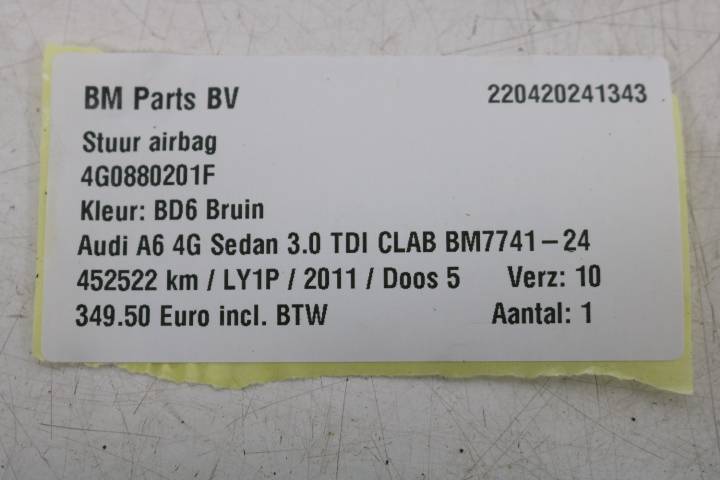 BM Parts BV 220420241343
Stuur airbag
4G0880201F
Kleur: BD6 Bruin
Audi A6 4G Sedan 3.0 TDI CLAB BM7741-24
452522 km / LY1P / 2011 / Doos 5 Verz: 10
349.50 Euro incl. BTW Aantal: 1